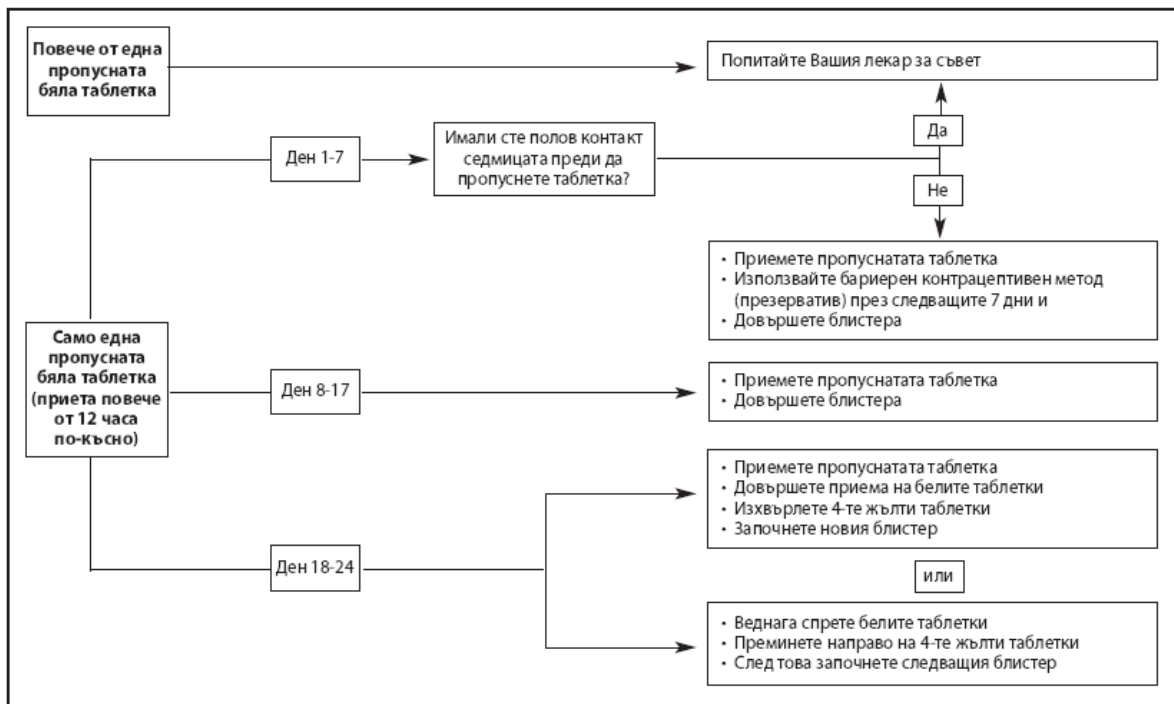 Повече от една
пропусната
бяла таблетка
Попитайте Вашия лекар за съвет
Да
Ден 1-7
Имали сте полов контакт
седмицата преди да
пропуснете таблетка?
Не
• Приемете пропуснатата таблетка
• Използвайте бариерен контрацептивен метод
(презерватив) през следващите 7 дни и
• Довършете блистера
Само една
пропусната
бяла таблетка
(приета повече
от 12 часа
по-късно)
Ден 8-17
• Приемете пропуснатата таблетка
• Довършете блистера
• Приемете пропуснатата таблетка
• Довършете приема на белите таблетки
• Изхвърлете 4-те жълти таблетки
• Започнете новия блистер
Ден 18-24
или
• Веднага спрете белите таблетки
• Преминете направо на 4-те жълти таблетки
• След това започнете следващия блистер